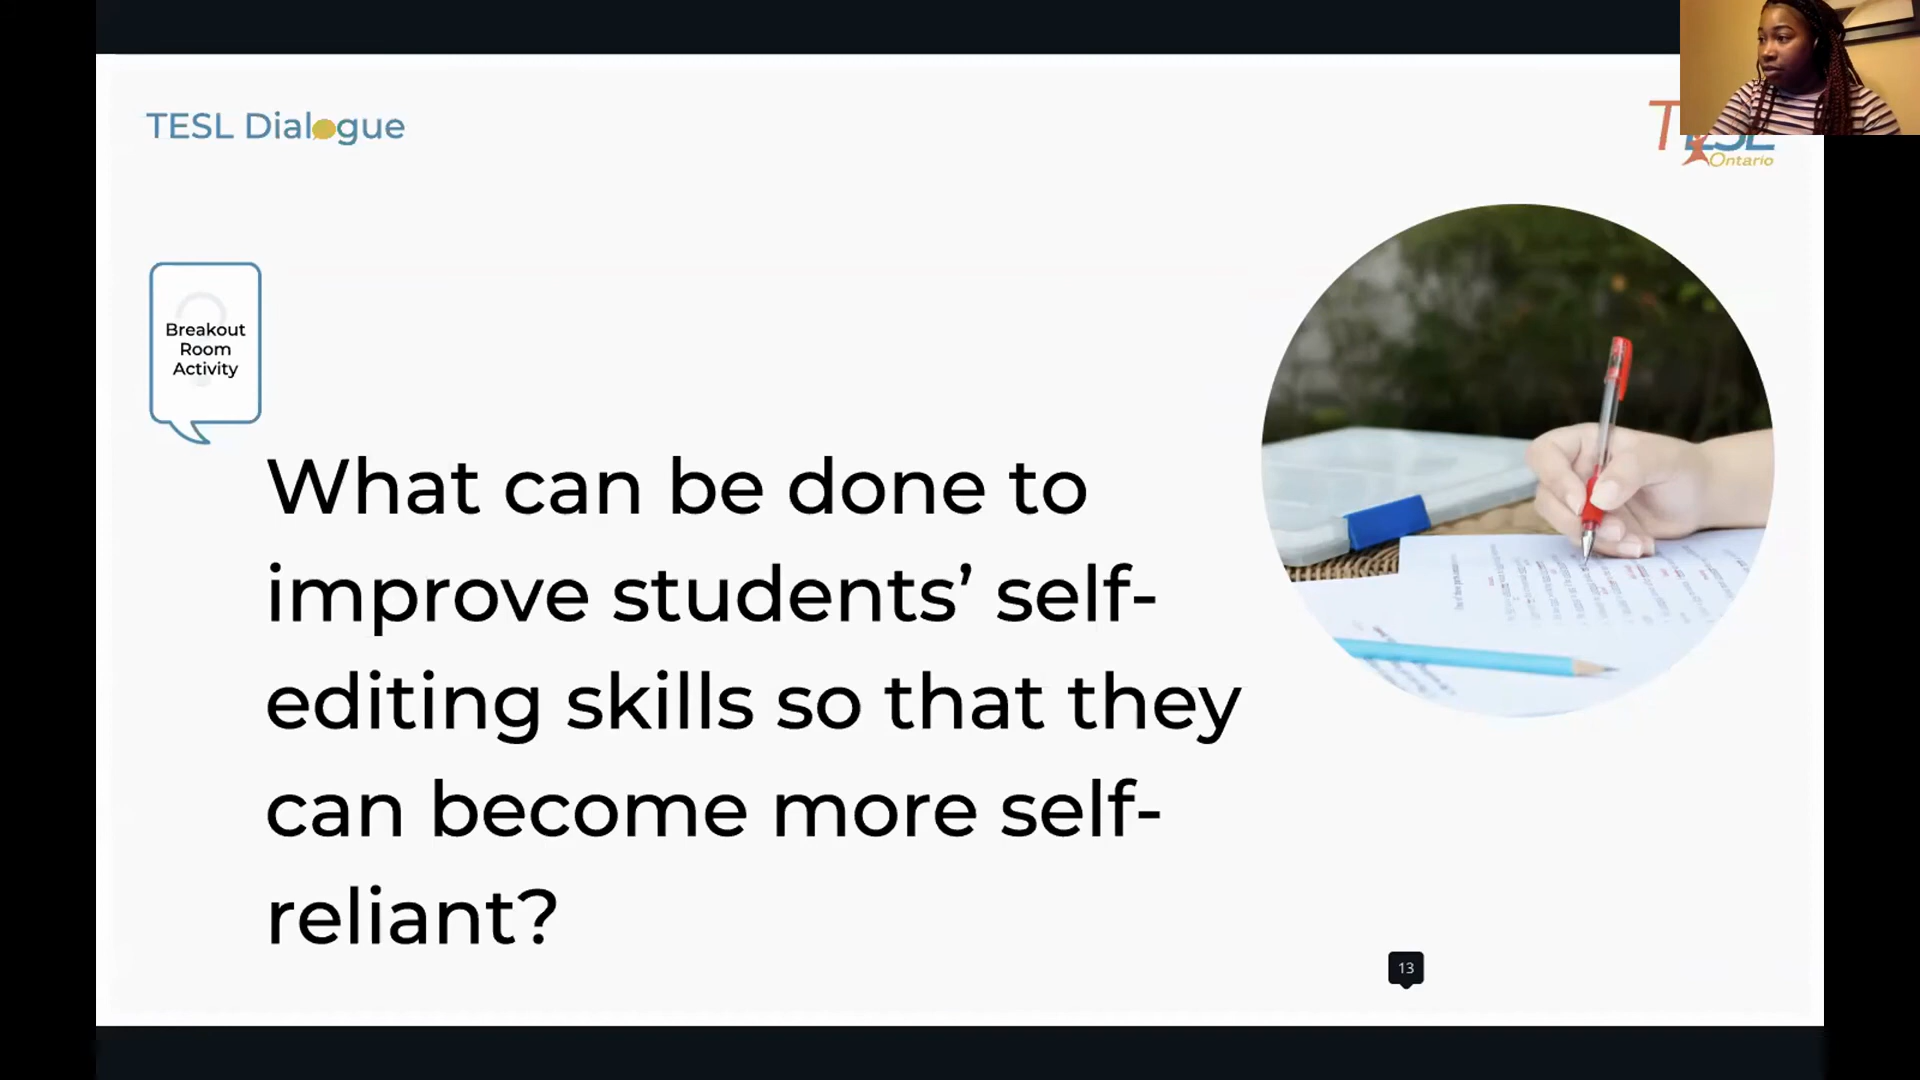 TESL Dialogue
Ontario
Breakout
Room
Activity
What can be done to
improve students’ self-
editing skills so that they
can become more self-
reliant?
13